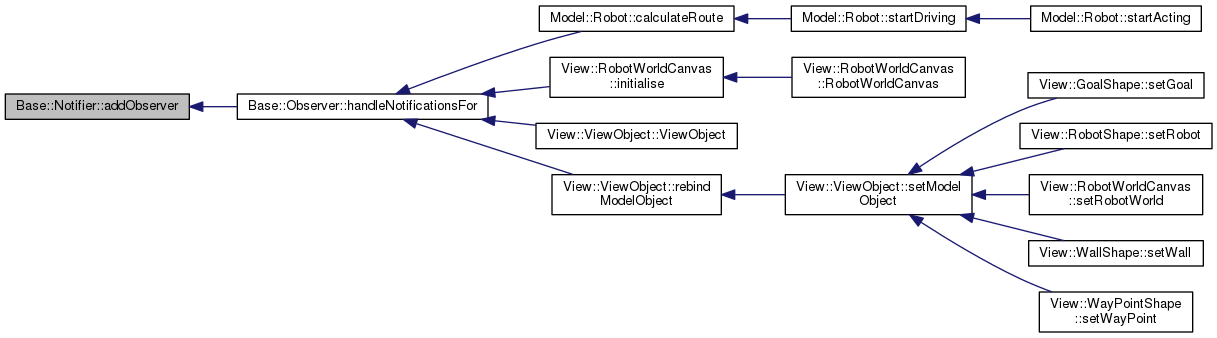 Base::Notifier::addObserver
Base::Observer::handleNotificationsFor
Model::Robot::calculateRoute
Model::Robot::startDriving
Model::Robot::startActing
View::RobotWorldCanvas
::initialise
View::RobotWorldCanvas
::RobotWorldCanvas
View::ViewObject::ViewObject
View::ViewObject::rebind
ModelObject
View::ViewObject::setModel
Object
View::GoalShape::setGoal
View::RobotShape::setRobot
View::RobotWorldCanvas
::setRobotWorld
View::WallShape::setWall
View::WayPointShape
::setWayPoint